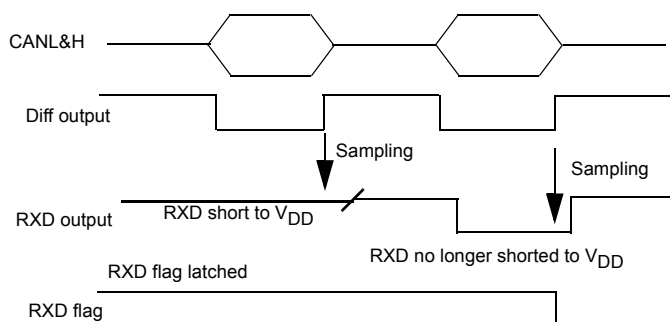 CANL&H
Diff output
Sampling
Sampling
RXD output
RXD short to VDD
RXD no longer shorted to VDD
RXD flag latched
RXD flag